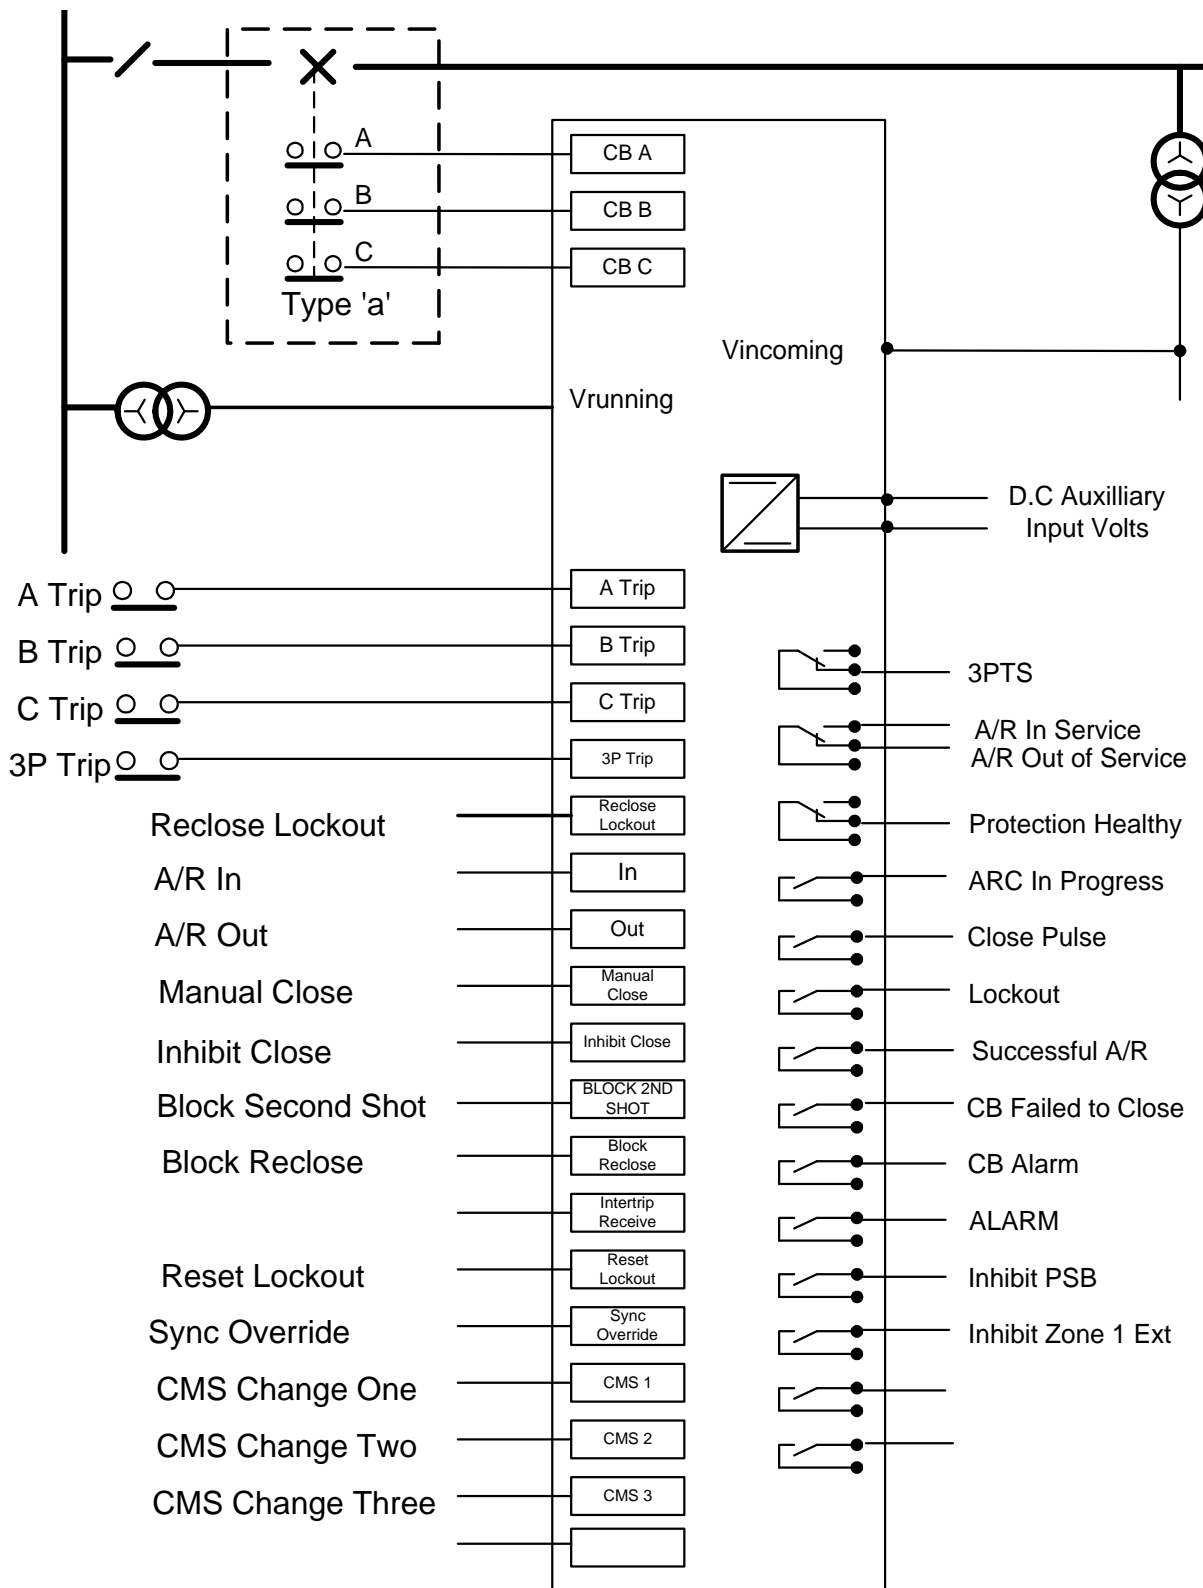 A
CB A
B
CB B
C
CB C
Type 'a'
Vincoming
Vrunning
D.C Auxilliary
Input Volts
A Trip
A Trip
B Trip
B Trip
3PTS
C Trip
C Trip
A/R In Service
A/R Out of Service
3P Trip
3P Trip
Reclose Lockout
Reclose
Lockout
Protection Healthy
A/R In
In
ARC In Progress
A/R Out
Out
Close Pulse
Manual Close
Manual
Close
Lockout
Inhibit Close
Inhibit Close
Successful A/R
Block Second Shot
BLOCK 2ND
SHOT
CB Failed to Close
Block Reclose
Block
Reclose
CB Alarm
Intertrip
Receive
ALARM
Reset Lockout
Reset
Lockout
Inhibit PSB
Sync Override
Sync
Override
Inhibit Zone 1 Ext
CMS Change One
CMS 1
CMS Change Two
CMS 2
CMS Change Three
CMS 3